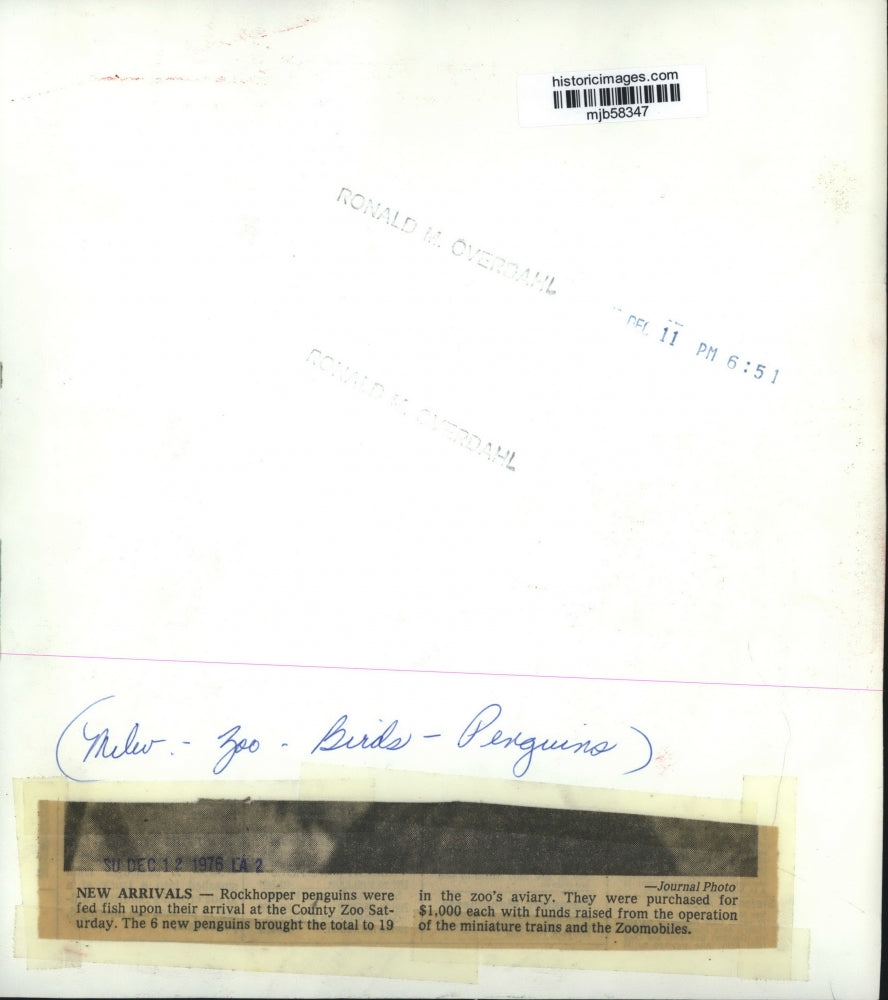 historicimages.com
mjb58347
RONALD M. OVERDAHL
DEC 11 PM 6:51
RONALD M. OVERDAHL
(Milw. - Zoo - Birds - Penguins)
SU DEC 12 1976 LA 2
—Journal Photo
NEW ARRIVALS — Rockhopper penguins were
fed fish upon their arrival at the County Zoo Sat-
urday. The 6 new penguins brought the total to 19
in the zoo's aviary. They were purchased for
$1,000 each with funds raised from the operation
of the miniature trains and the Zoomobiles.